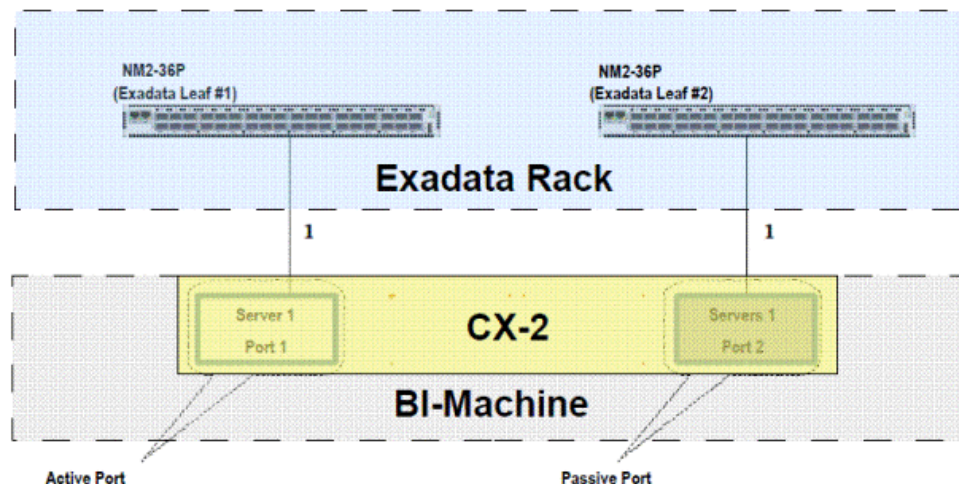 NM2-36P
(Exadata Leaf #1)
NM2-36P
(Exadata Leaf #2)
Exadata Rack
1
1
Server 1
Port 1
CX-2
Servers 1
Port 2
BI-Machine
Active Port
Passive Port